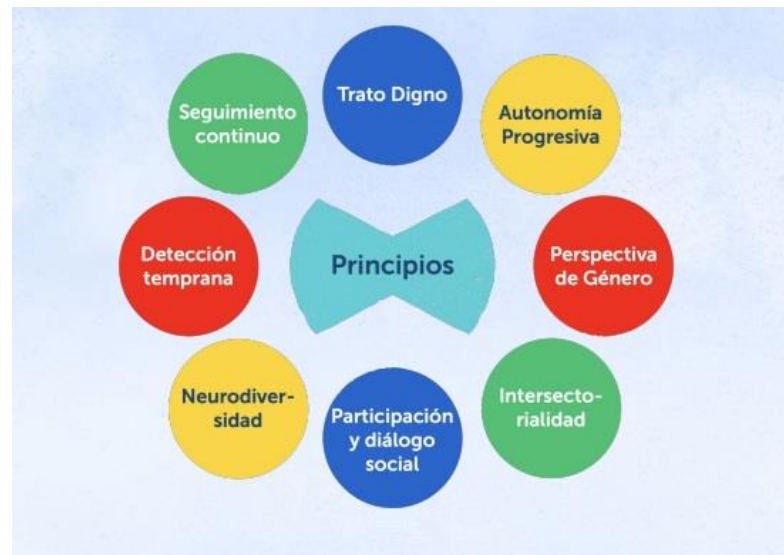 Trato Digno
Autonomía
Progresiva
Perspectiva
de Género
Intersecto-
rialidad
Participación
y diálogo
social
Neurodiver-
sidad
Detección
temprana
Seguimiento
continuo
Principios